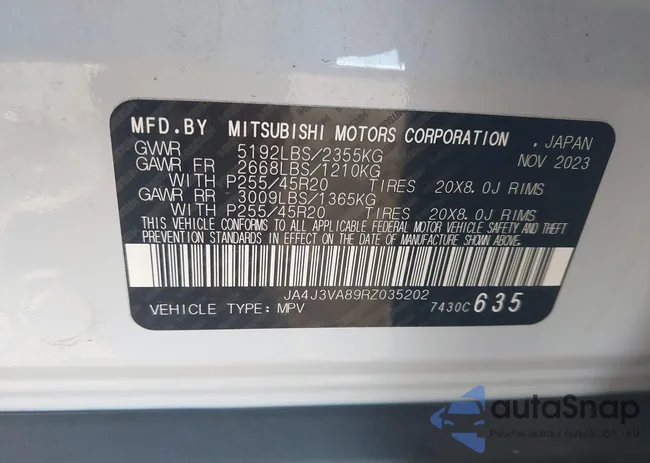 MFD.BY MITSUBISHI MOTORS CORPORATION , JAPAN
GVWR 5192LBS/2355KG NOV 2023
GAWR FR 2668LBS/1210KG
WITH P255/45R20 TIRES 20X8.0J RIMS
GAWR RR 3009LBS/1365KG
WITH P255/45R20 TIRES 20X8.0J RIMS
THIS VEHICLE CONFORMS TO ALL APPLICABLE FEDERAL MOTOR VEHICLE SAFETY AND THEFT
PREVENTION STANDARDS IN EFFECT ON THE DATE OF MANUFACTURE SHOWN ABOVE.
JA4J3VA89RZ035202
VEHICLE TYPE: MPV 7430C 635
autoSnap
Pewne auto z